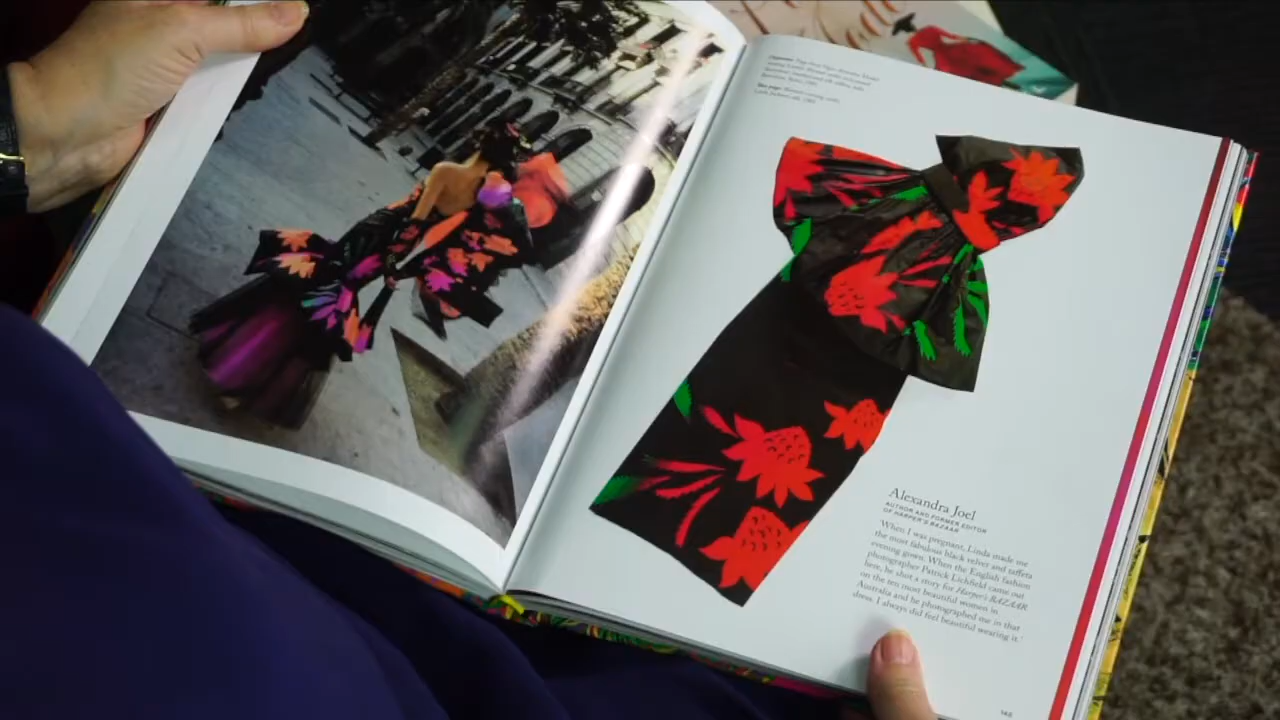 Opposite:
This page:
Alexandra Joel
AUTHOR AND FORMER EDITOR
OF HARPER'S BAZAAR
'When I was pregnant, Linda made me
the most fabulous black velvet and taffeta
evening gown. When the English fashion
photographer Patrick Lichfield came out
here, he shot a story for Harper's BAZAAR
on the ten most beautiful women in
Australia and he photographed me in that
dress. I always did feel beautiful wearing it.'